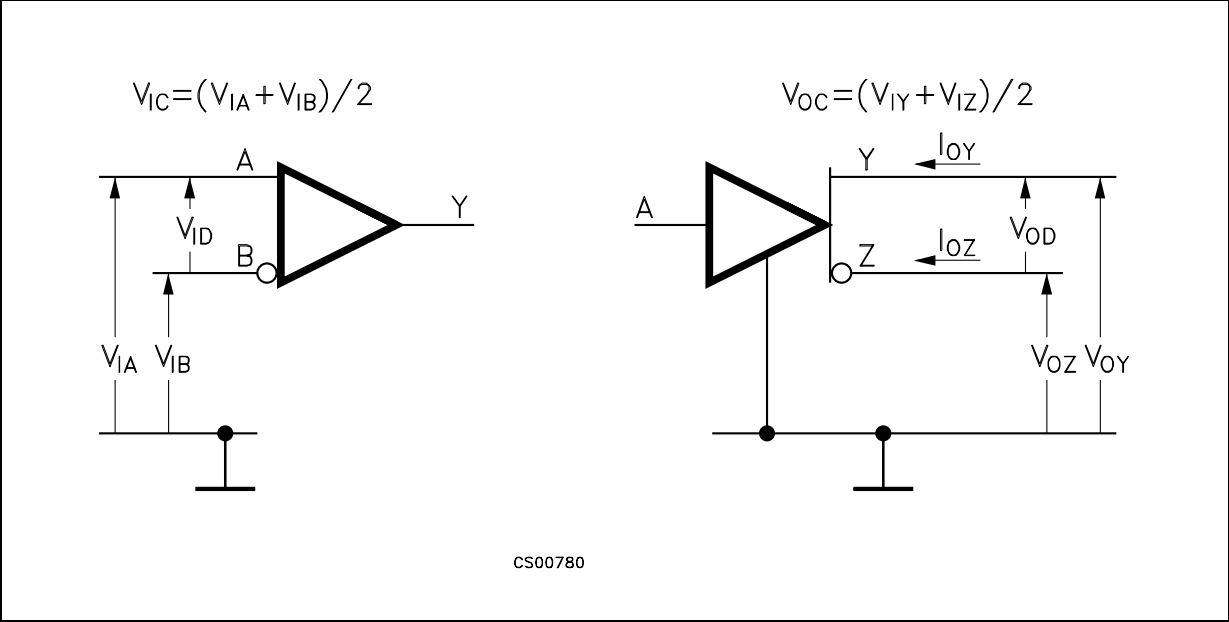 VIC=(VIA+VIB)/2
VOC=(VIY+VIZ)/2
A
VID
B
Y
VIA
VIB
A
Y
IOY
Z
IOZ
VOD
VOZ
VOY
CS00780